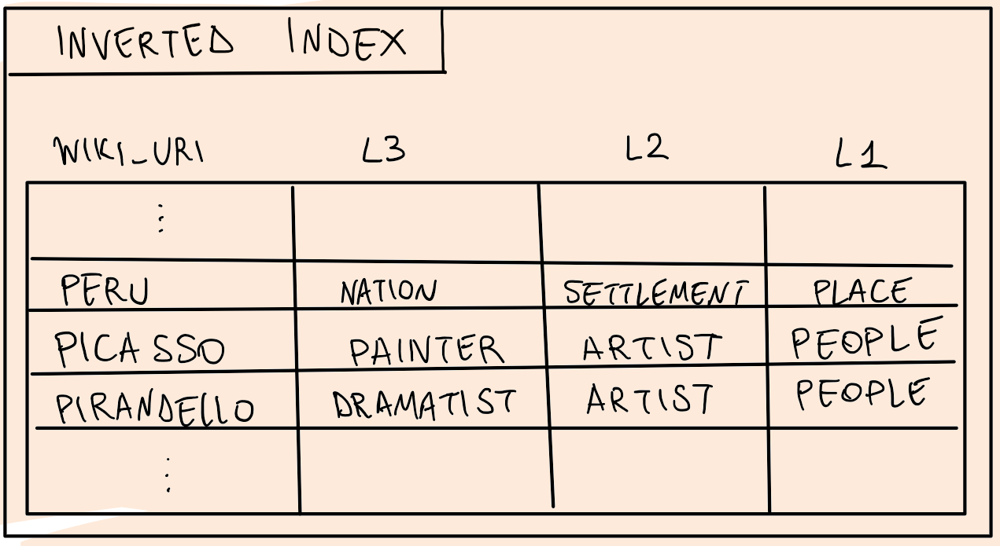 INVERTED INDEX
WIKI_URI L3 L2 L1
⋮
PERU NATION SETTLEMENT PLACE
PICASSO PAINTER ARTIST PEOPLE
PIRANDELLO DRAMATIST ARTIST PEOPLE
⋮